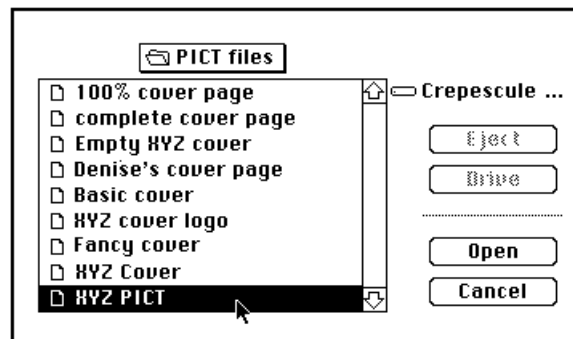 PICT files
100% cover page
complete cover page
Empty XYZ cover
Denise's cover page
Basic cover
XYZ cover logo
Fancy cover
XYZ Cover
XYZ PICT
Crepescule ...
Eject
Drive
Open
Cancel